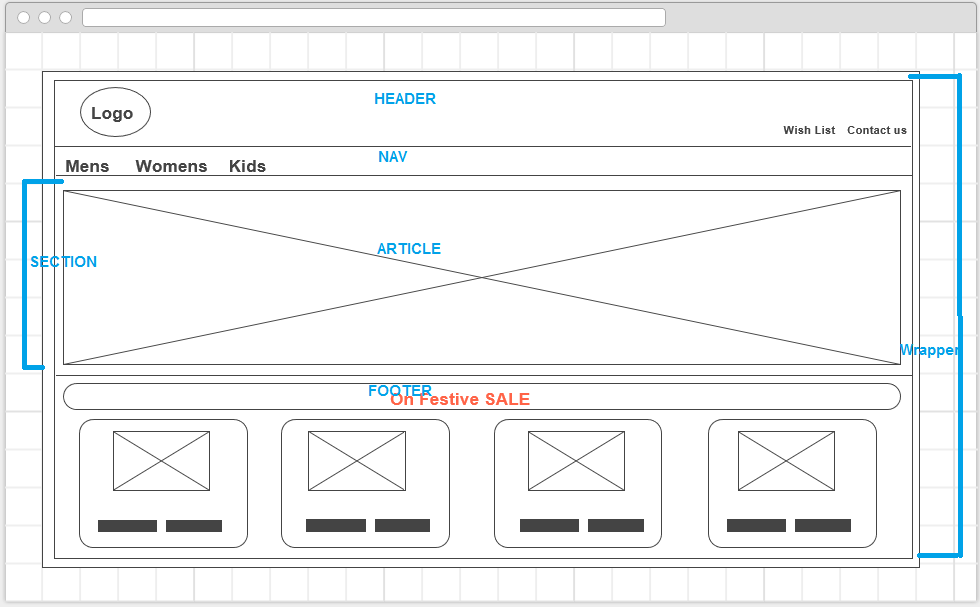 HEADER
Logo
Wish List Contact us
NAV
Mens Womens Kids
ARTICLE
SECTION
Wrapper
FOOTER
On Festive SALE